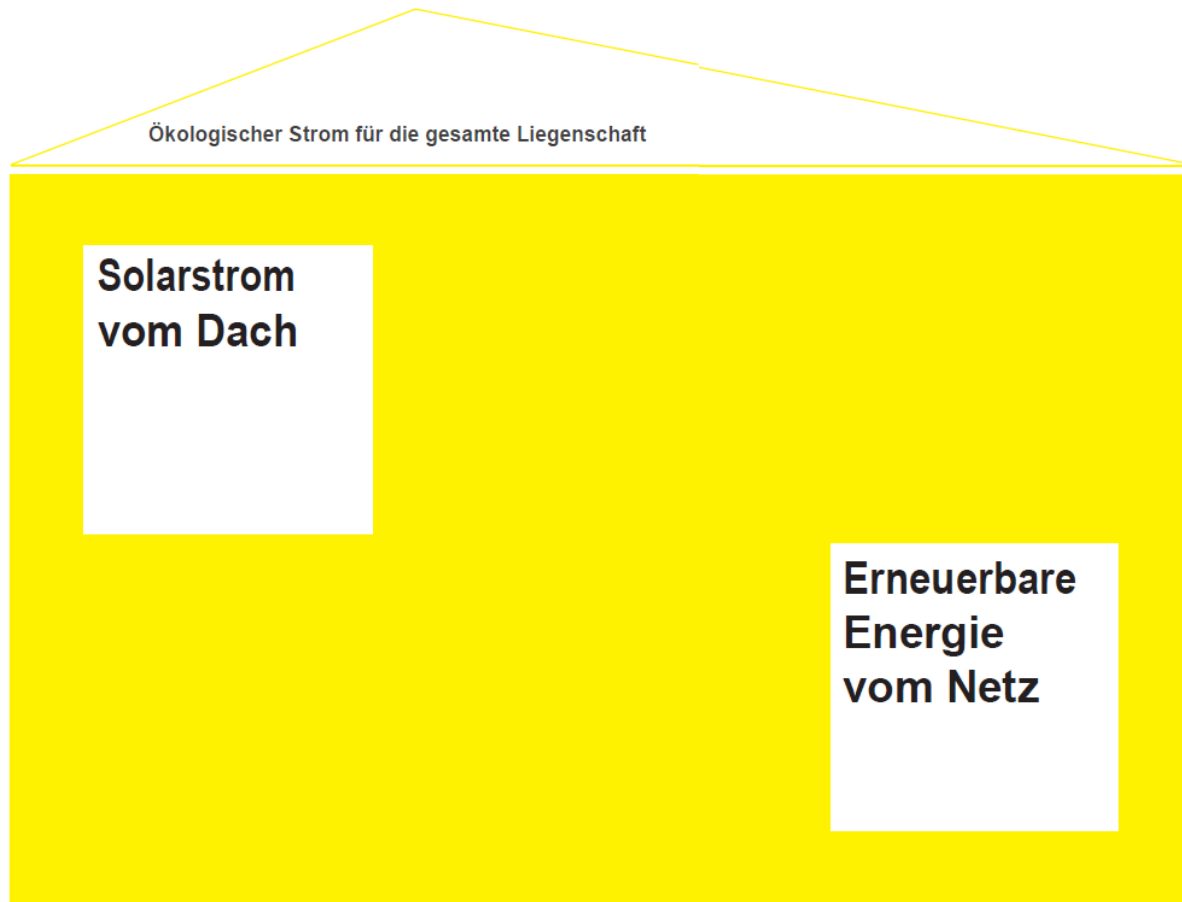 Ökologischer Strom für die gesamte Liegenschaft
Solarstrom
vom Dach
Erneuerbare
Energie
vom Netz